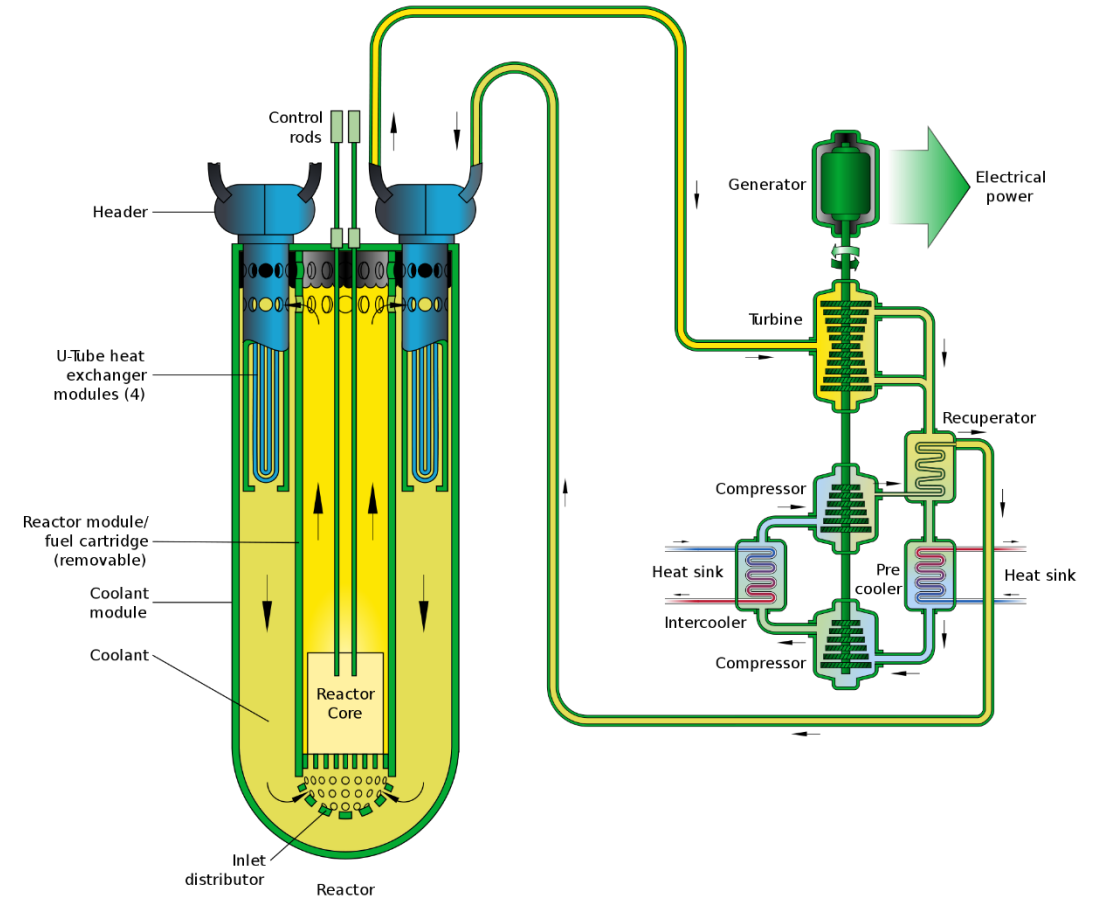 Control
rods
Header
U-Tube heat
exchanger
modules (4)
Reactor module/
fuel cartridge
(removable)
Coolant
module
Coolant
Reactor
Core
Inlet
distributor
Reactor
Generator
Electrical
power
Turbine
Recuperator
Compressor
Heat sink
Pre
cooler
Heat sink
Intercooler
Compressor